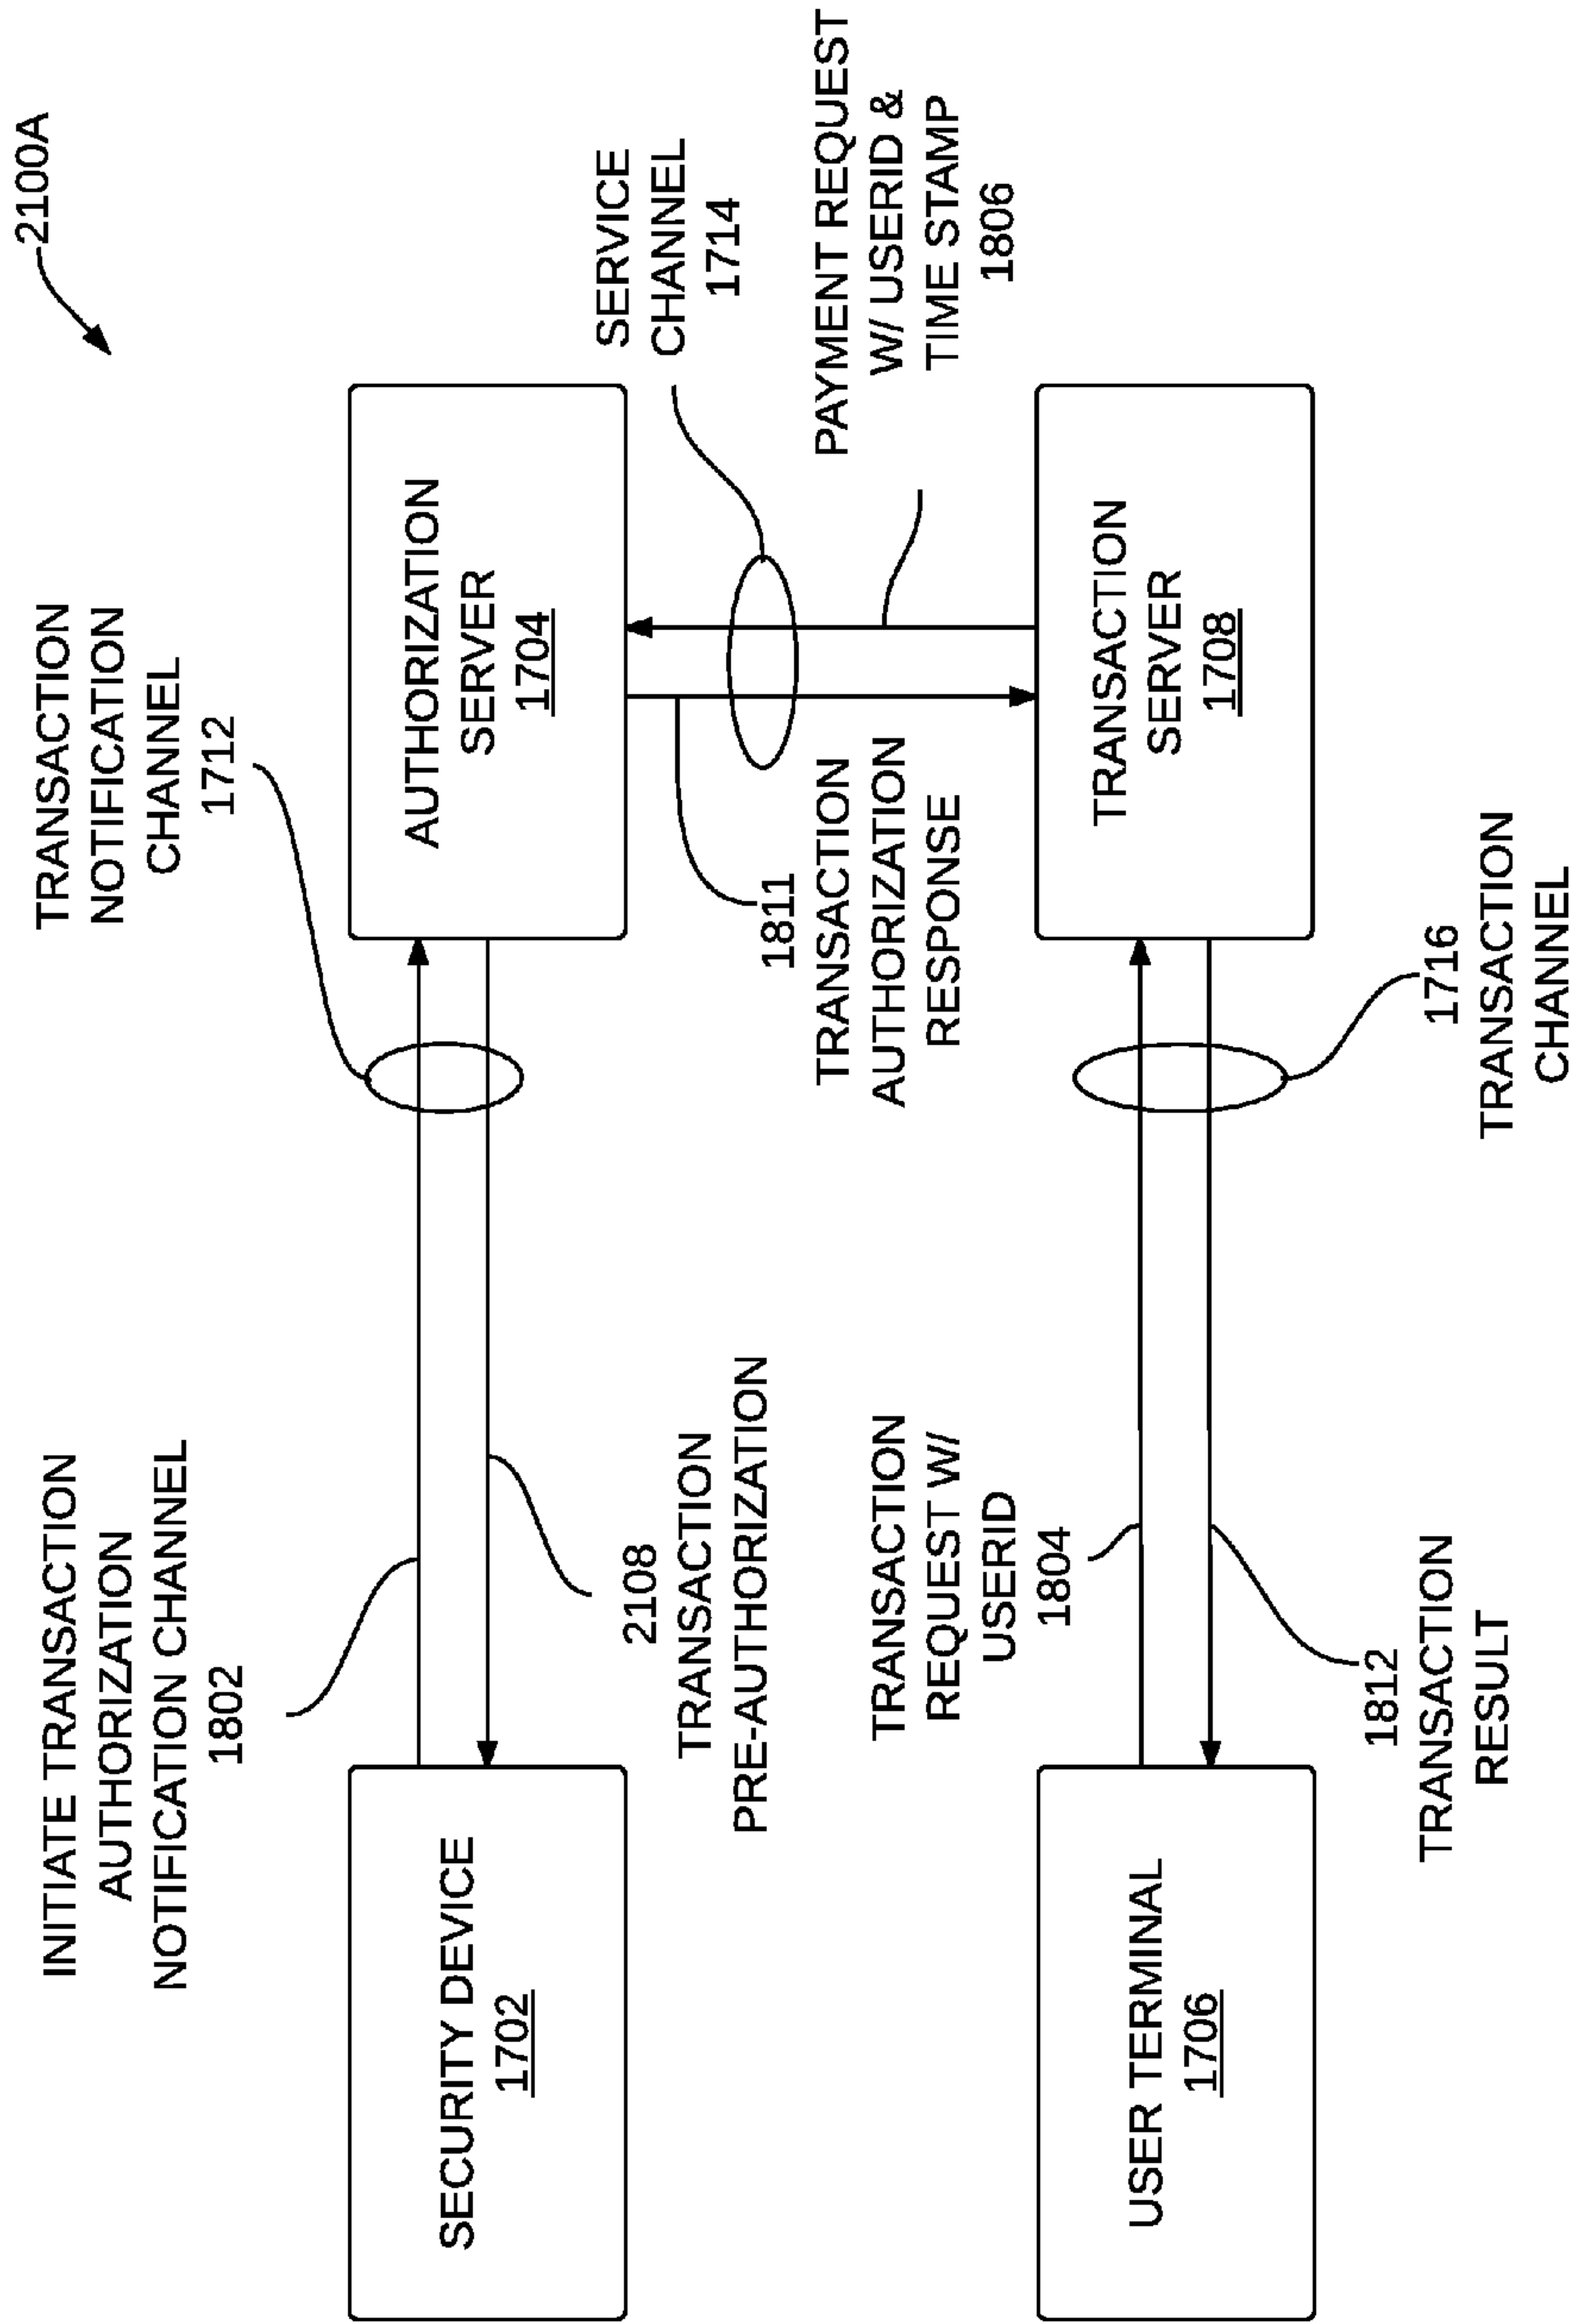 2100A
TRANSACTION
NOTIFICATION
CHANNEL
1712
INITIATE TRANSACTION
AUTHORIZATION
NOTIFICATION CHANNEL
1802
SECURITY DEVICE
1702
AUTHORIZATION
SERVER
1704
2108
TRANSACTION
PRE-AUTHORIZATION
SERVICE
CHANNEL
1714
1811
TRANSACTION
AUTHORIZATION
RESPONSE
PAYMENT REQUEST
W/ USERID &
TIME STAMP
1806
TRANSACTION
REQUEST W/
USERID
1804
USER TERMINAL
1706
TRANSACTION
SERVER
1708
1812
TRANSACTION
RESULT
1716
TRANSACTION
CHANNEL